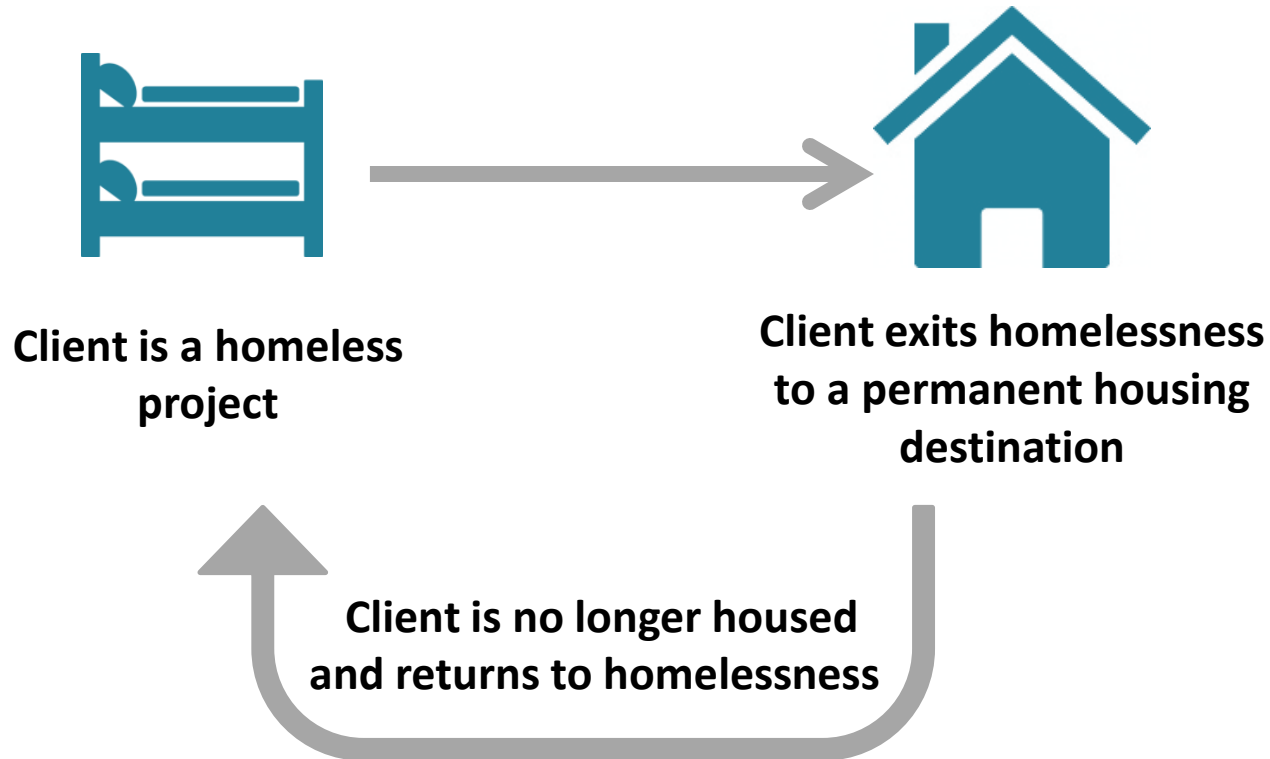 Client is a homeless
project
Client exits homelessness
to a permanent housing
destination
Client is no longer housed
and returns to homelessness